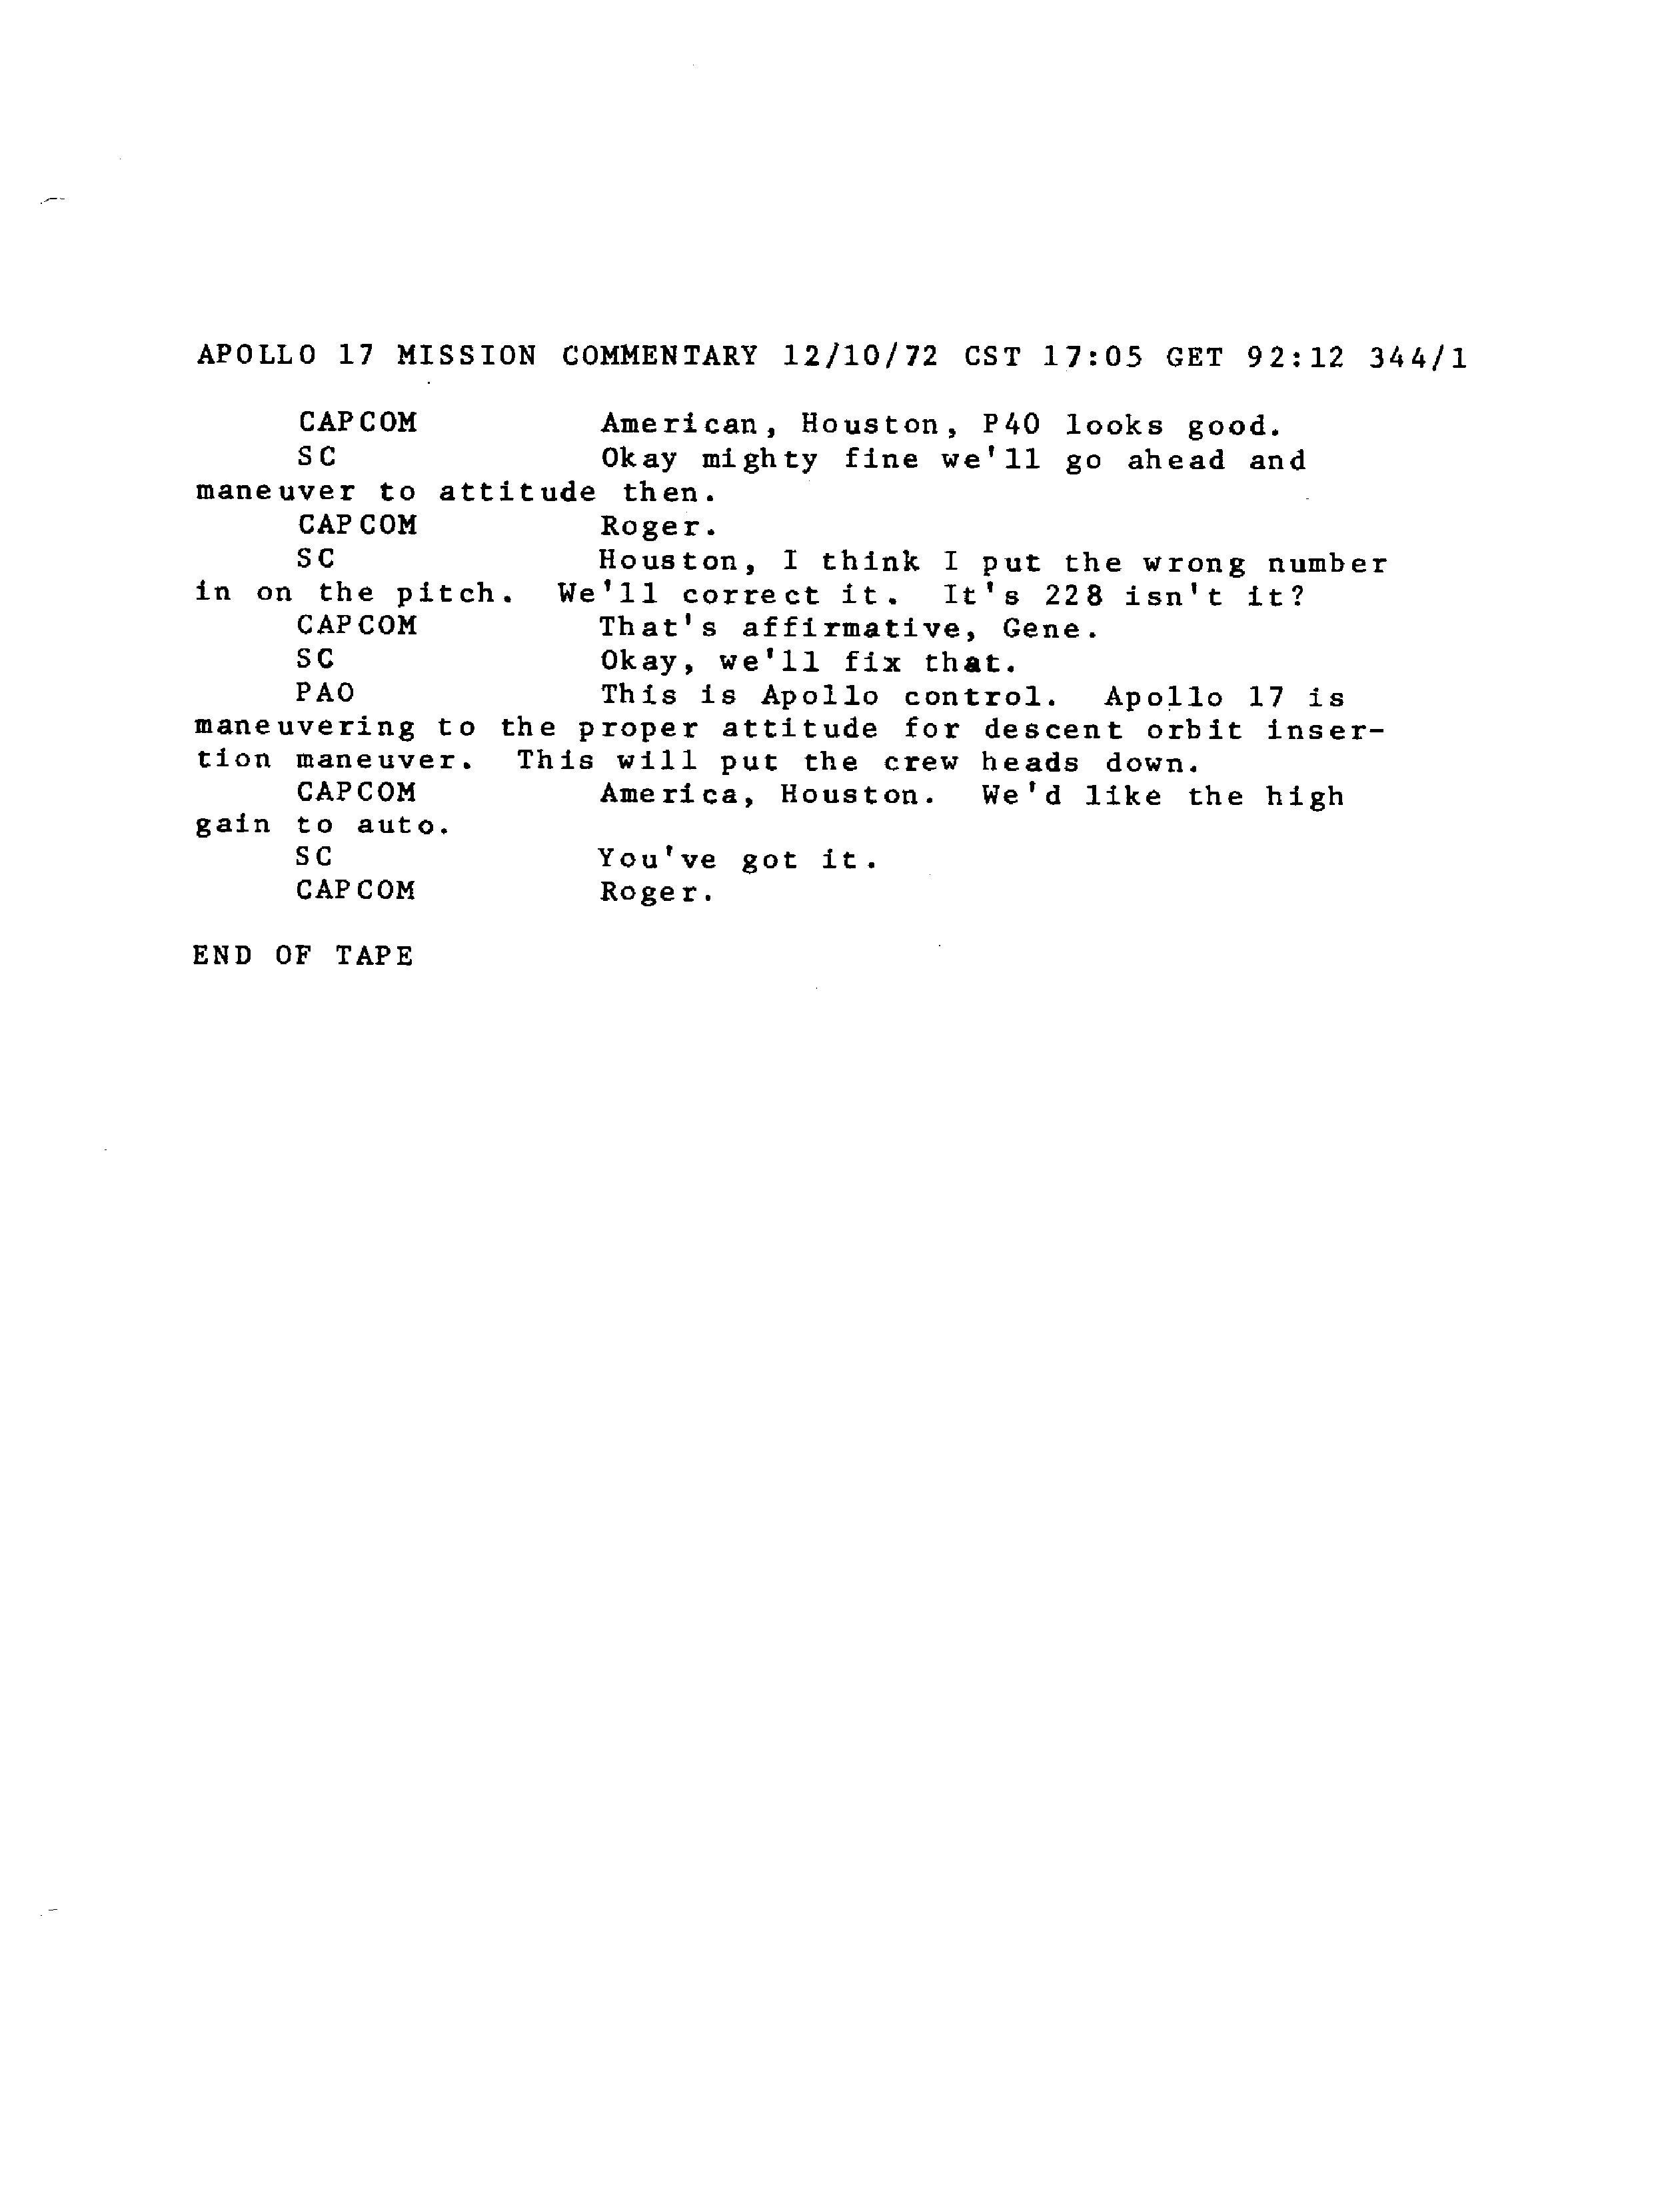 APOLLO 17 MISSION COMMENTARY 12/10/72 CST 17:05 GET 92:12 344/1
CAPCOM American, Houston, P40 looks good.
SC Okay mighty fine we'll go ahead and
maneuver to attitude then.
CAPCOM Roger.
SC Houston, I think I put the wrong number
in on the pitch. We'll correct it. It's 228 isn't it?
CAPCOM That's affirmative, Gene.
SC Okay, we'll fix that.
PAO This is Apollo control. Apollo 17 is
maneuvering to the proper attitude for descent orbit inser-
tion maneuver. This will put the crew heads down.
CAPCOM America, Houston. We'd like the high
gain to auto.
SC You've got it.
CAPCOM Roger.
END OF TAPE